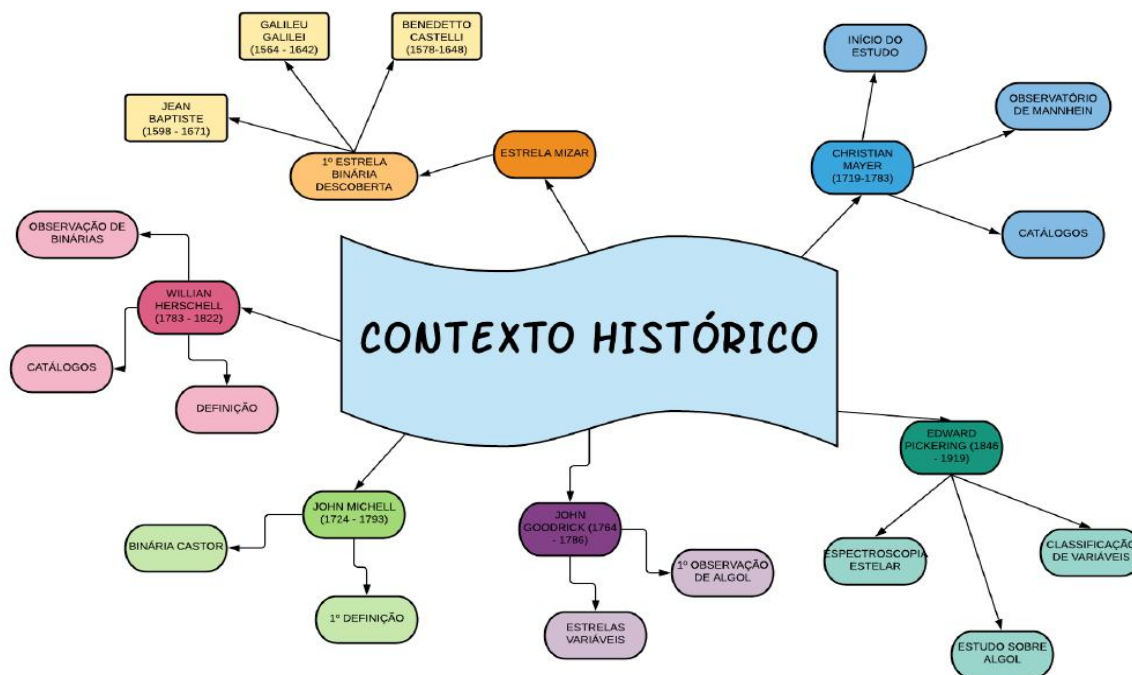 GALILEU
GALILEI
(1564 - 1642)
BENEDETTO
CASTELLI
(1578-1648)
JEAN
BAPTISTE
(1598 - 1671)
1º ESTRELA
BINÁRIA
DESCOBERTA
ESTRELA MIZAR
INÍCIO DO
ESTUDO
OBSERVATÓRIO
DE MANNHEIN
CHRISTIAN
MAYER
(1719-1783)
CATÁLOGOS
OBSERVAÇÃO DE
BINÁRIAS
WILLIAN
HERSCHELL
(1783 - 1822)
CATÁLOGOS
DEFINIÇÃO
CONTEXTO HISTÓRICO
JOHN MICHELL
(1724 - 1793)
BINÁRIA CASTOR
1º DEFINIÇÃO
JOHN
GOODRICK (1764
- 1786)
1º OBSERVAÇÃO
DE ALGOL
ESTRELAS
VARIÁVEIS
EDWARD
PICKERING (1846
- 1919)
ESPECTROSCOPIA
ESTELAR
CLASSIFICAÇÃO
DE VARIÁVEIS
ESTUDO SOBRE
ALGOL